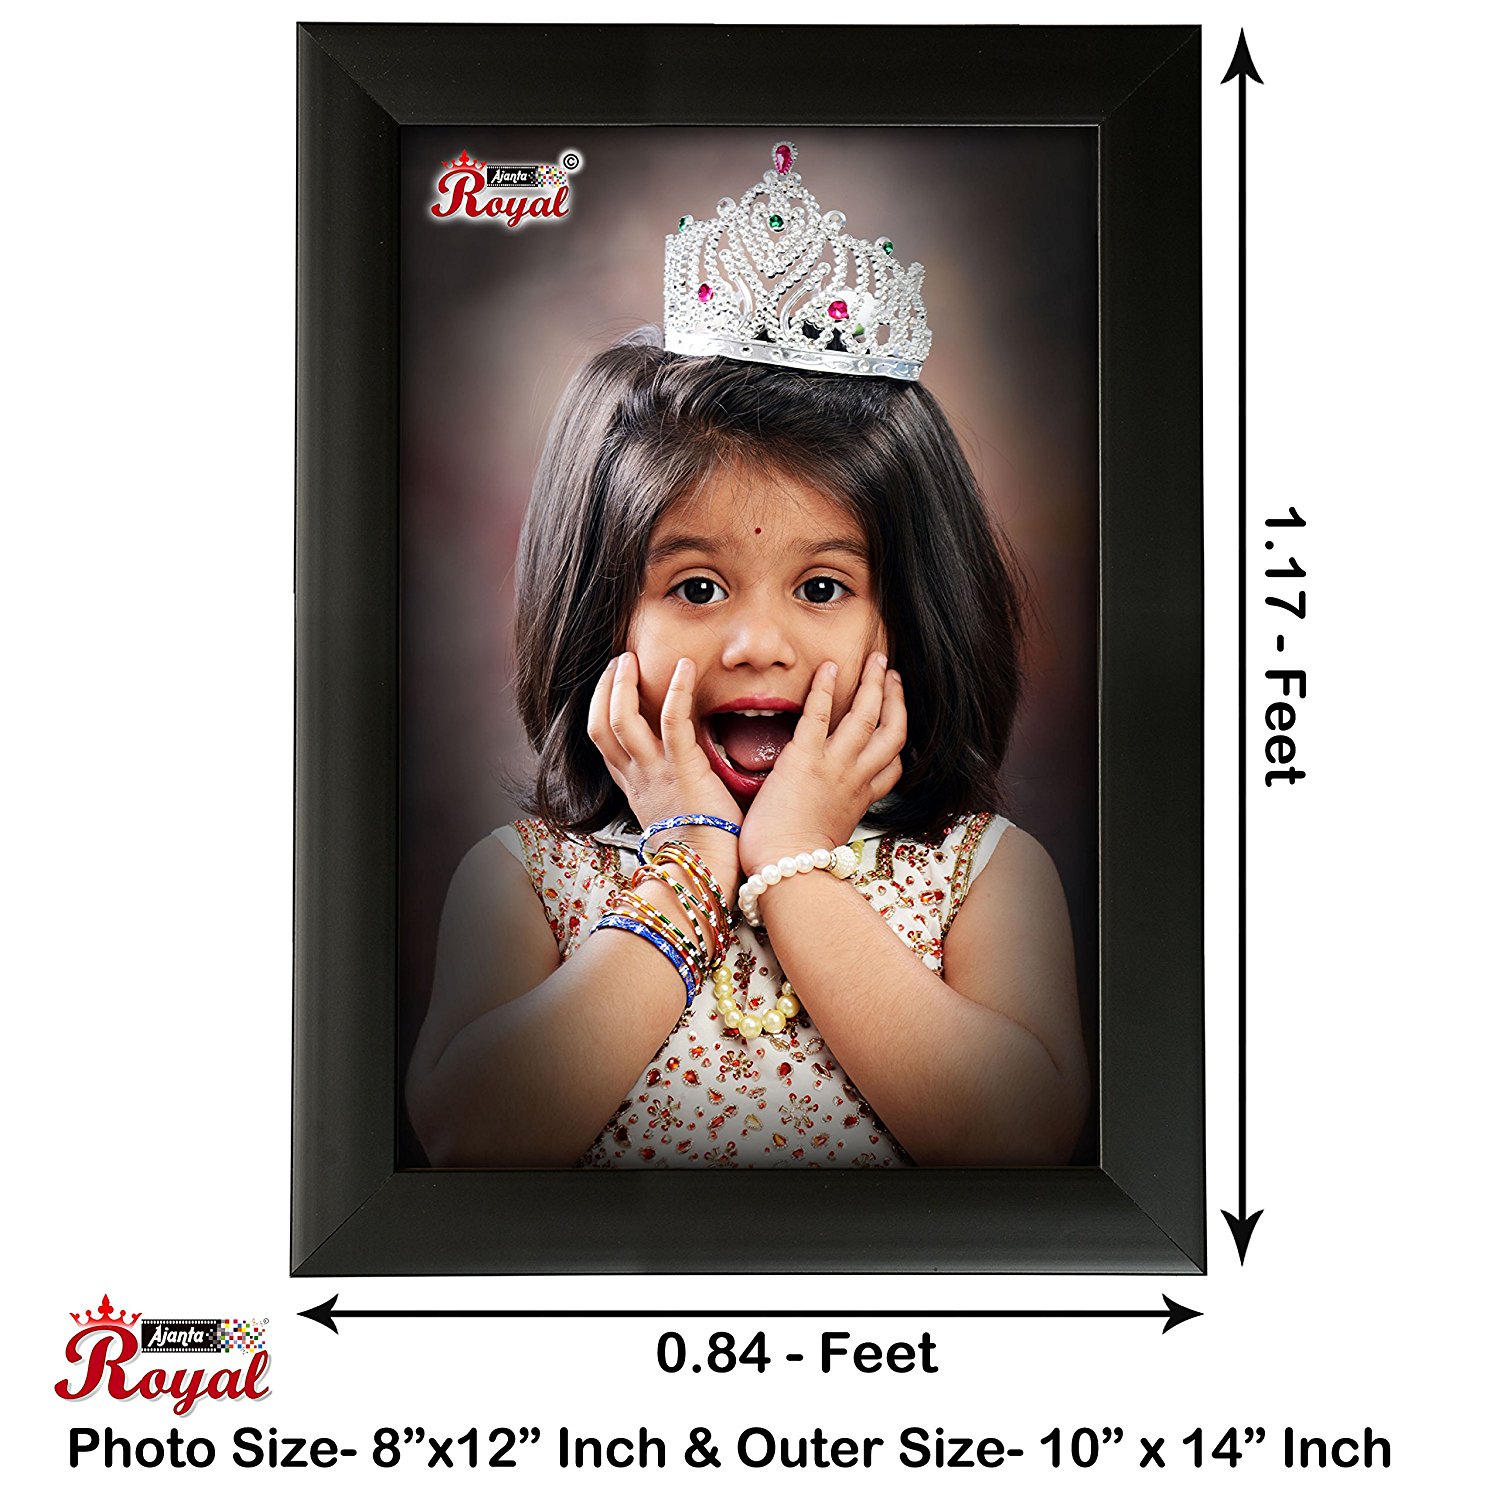 Ajanta
Royal
©
1.17 - Feet
0.84 - Feet
Ajanta
Royal
©
Photo Size- 8”x12” Inch & Outer Size- 10” x 14” Inch